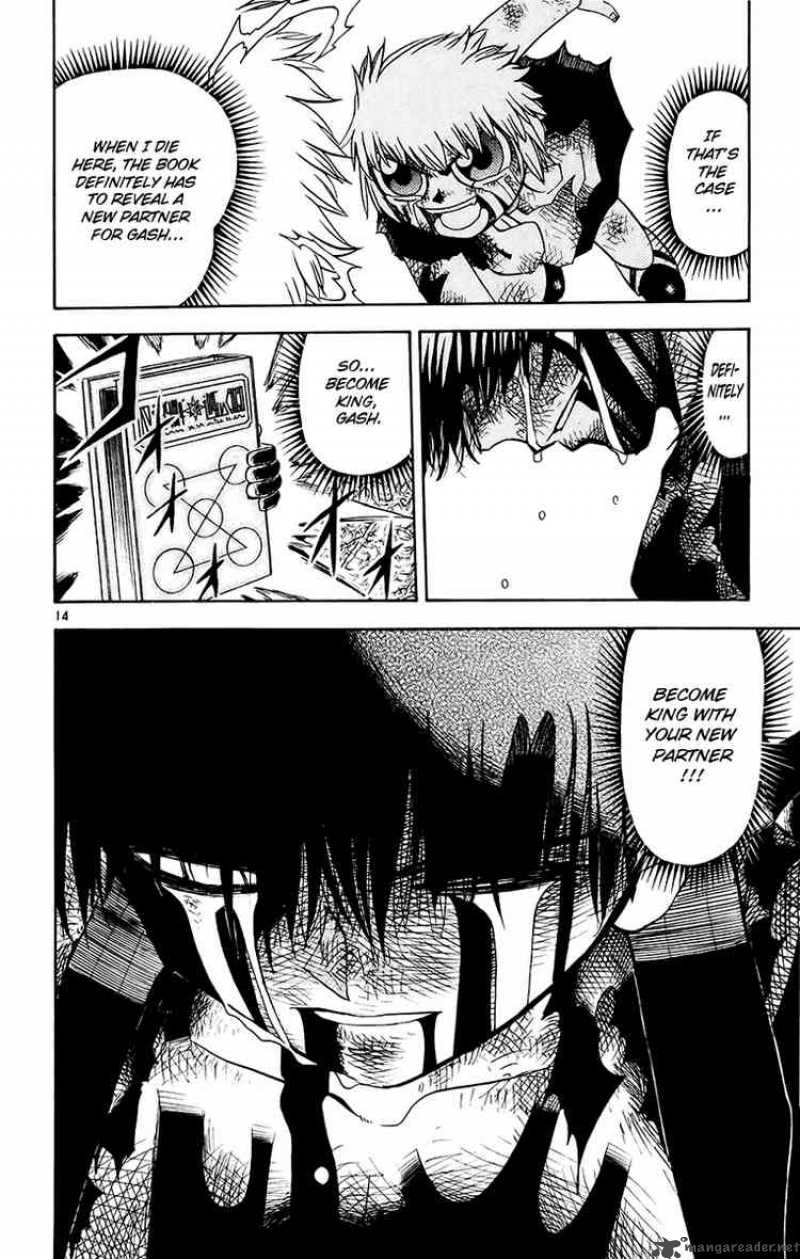 IF
THAT'S
THE
CASE
...
WHEN I DIE
HERE, THE BOOK
DEFINITELY HAS
TO REVEAL A
NEW PARTNER
FOR GASH...
DEFI-
NITELY
...
SO...
BECOME
KING,
GASH.
14
BECOME
KING WITH
YOUR NEW
PARTNER
!!!
mangareader.net